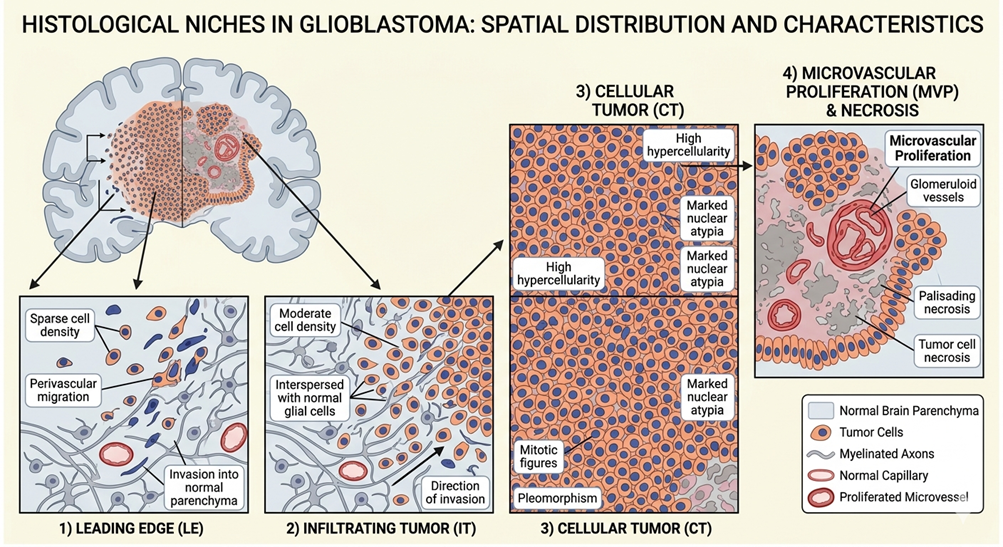 HISTOLOGICAL NICHES IN GLIOBLASTOMA: SPATIAL DISTRIBUTION AND CHARACTERISTICS
Sparse cell
density
Perivascular
migration
Invasion into
normal
parenchyma
1) LEADING EDGE (LE)
Moderate
cell density
Interspersed
with normal
glial cells
Direction
of invasion
2) INFILTRATING TUMOR (IT)
3) CELLULAR
TUMOR (CT)
High
hypercellularity
Marked
nuclear
atypia
Marked
nuclear
atypia
High
hypercellularity
Marked
nuclear
atypia
Mitotic
figures
Pleomorphism
3) CELLULAR TUMOR (CT)
4) MICROVASCULAR
PROLIFERATION (MVP)
& NECROSIS
Microvascular
Proliferation
Glomeruloid
vessels
Palisading
necrosis
Tumor cell
necrosis
Normal Brain Parenchyma
Tumor Cells
Myelinated Axons
Normal Capillary
Proliferated Microvessel